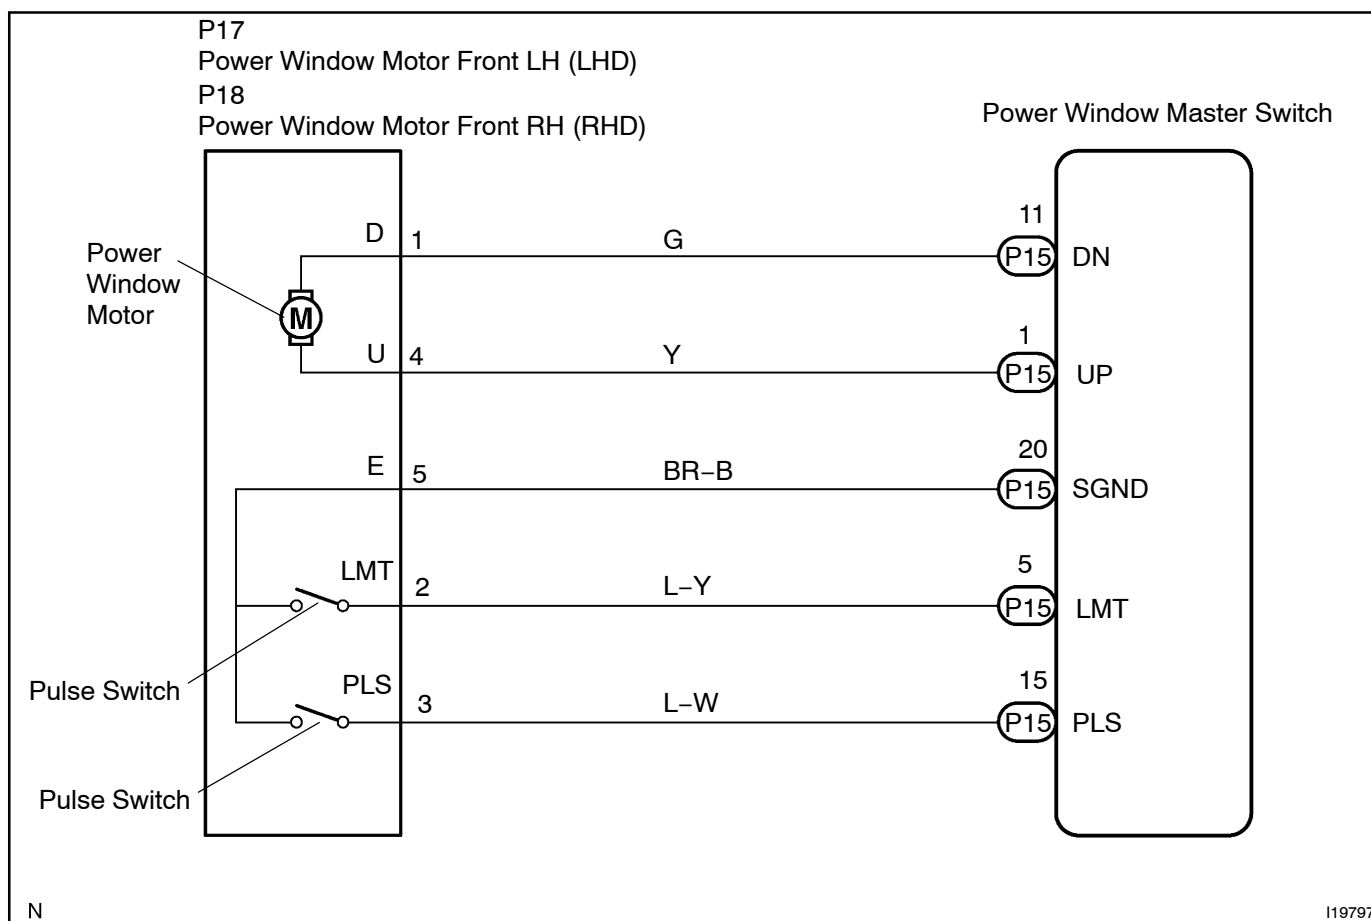 P17
Power Window Motor Front LH (LHD)
P18
Power Window Motor Front RH (RHD)
Power Window Master Switch
Power
Window
Motor
M
D
1
G
11
P15
DN
U
4
Y
1
P15
UP
E
5
BR–B
20
P15
SGND
LMT
2
L–Y
5
P15
LMT
Pulse Switch
PLS
3
L–W
15
P15
PLS
Pulse Switch
N
I19797